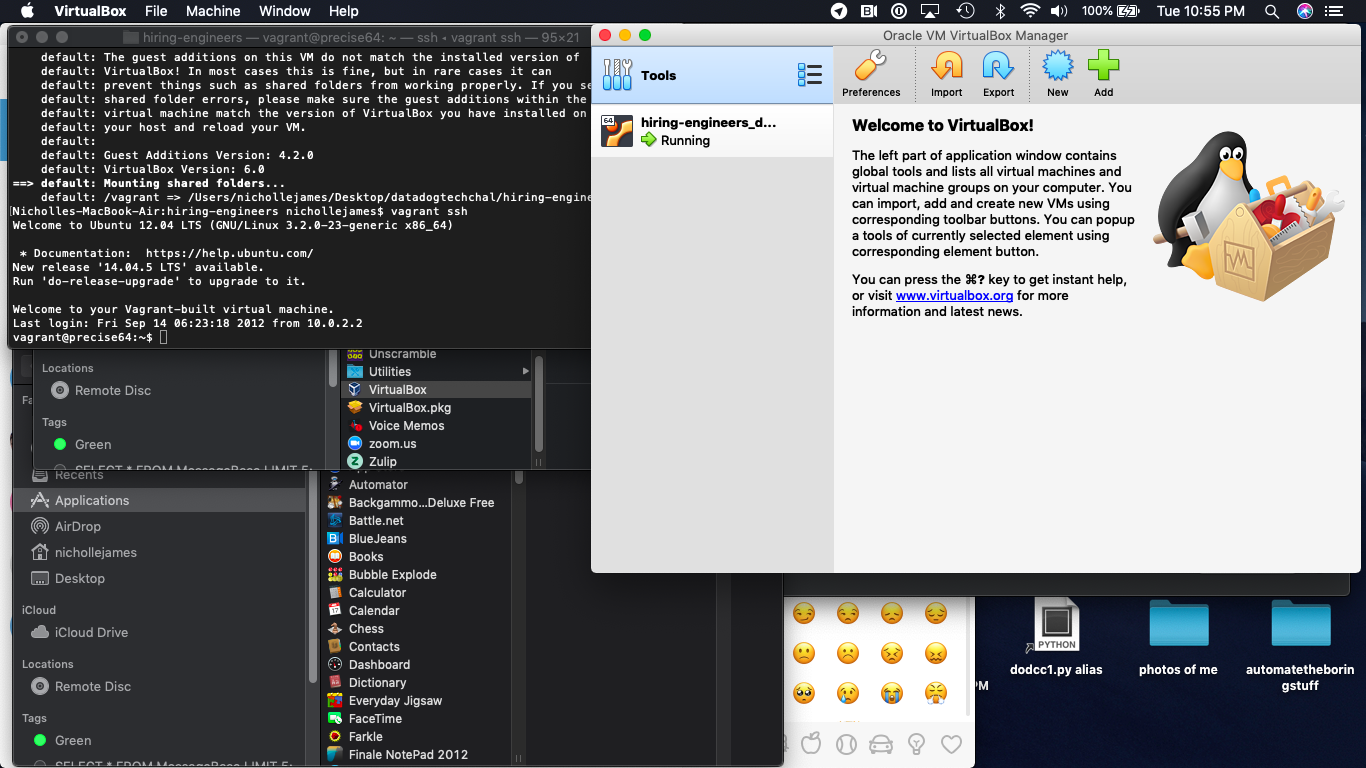 VirtualBox File Machine Window Help 100% Tue 10:55 PM
hiring-engineers — vagrant@precise64: ~ — ssh ◂ vagrant ssh — 95×21
default: The guest additions on this VM do not match the installed version of
default: VirtualBox! In most cases this is fine, but in rare cases it can
default: prevent things such as shared folders from working properly. If you se
default: shared folder errors, please make sure the guest additions within the
default: virtual machine match the version of VirtualBox you have installed on
default: your host and reload your VM.
default:
default: Guest Additions Version: 4.2.0
default: VirtualBox Version: 6.0
==> default: Mounting shared folders...
default: /vagrant => /Users/nichollejames/Desktop/datadogtechchal/hiring-engine
[Nicholles-MacBook-Air:hiring-engineers nichollejames$ vagrant ssh
Welcome to Ubuntu 12.04 LTS (GNU/Linux 3.2.0-23-generic x86_64)
* Documentation: https://help.ubuntu.com/
New release '14.04.5 LTS' available.
Run 'do-release-upgrade' to upgrade to it.
Welcome to your Vagrant-built virtual machine.
Last login: Fri Sep 14 06:23:18 2012 from 10.0.2.2
vagrant@precise64:~$
Oracle VM VirtualBox Manager
Tools
64
hiring-engineers_d...
Running
Preferences
Import
Export
New
Add
Welcome to VirtualBox!
The left part of application window contains
global tools and lists all virtual machines and
virtual machine groups on your computer. You
can import, add and create new VMs using
corresponding toolbar buttons. You can popup
a tools of currently selected element using
corresponding element button.
You can press the ⌘? key to get instant help,
or visit www.virtualbox.org for more
information and latest news.
Locations
Remote Disc
Tags
Green
SELECT * FROM MessageBase LIMIT 5;
Unscramble
Utilities
VirtualBox
VirtualBox.pkg
Voice Memos
zoom.us
Zulip
Fa
Recents
Applications
AirDrop
nichollejames
Desktop
iCloud
iCloud Drive
Locations
Remote Disc
Tags
Green
SELECT * FROM MessageBase LIMIT 5;
Automator
Backgammo...Deluxe Free
Battle.net
BlueJeans
Books
Bubble Explode
Calculator
Calendar
Chess
Contacts
Dashboard
Dictionary
Everyday Jigsaw
FaceTime
Farkle
Finale NotePad 2012
PM
PYTHON
dodcc1.py alias
photos of me
automatetheborin
gstuff